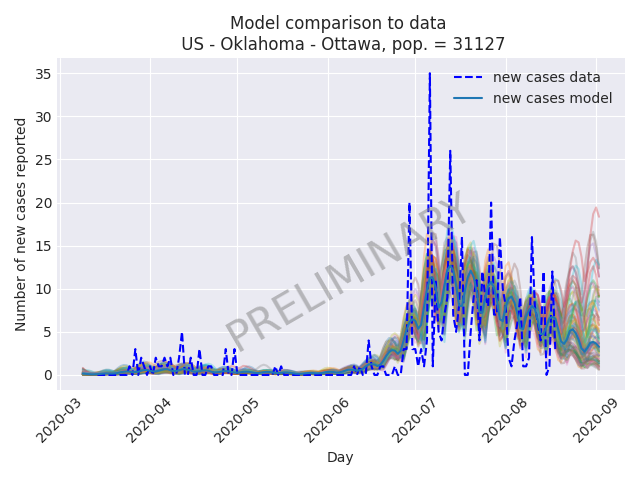 Model comparison to data
US - Oklahoma - Ottawa, pop. = 31127
new cases data
new cases model
PRELIMINARY
Number of new cases reported
35
30
25
20
15
10
5
0
2020-03
2020-04
2020-05
2020-06
2020-07
2020-08
2020-09
Day